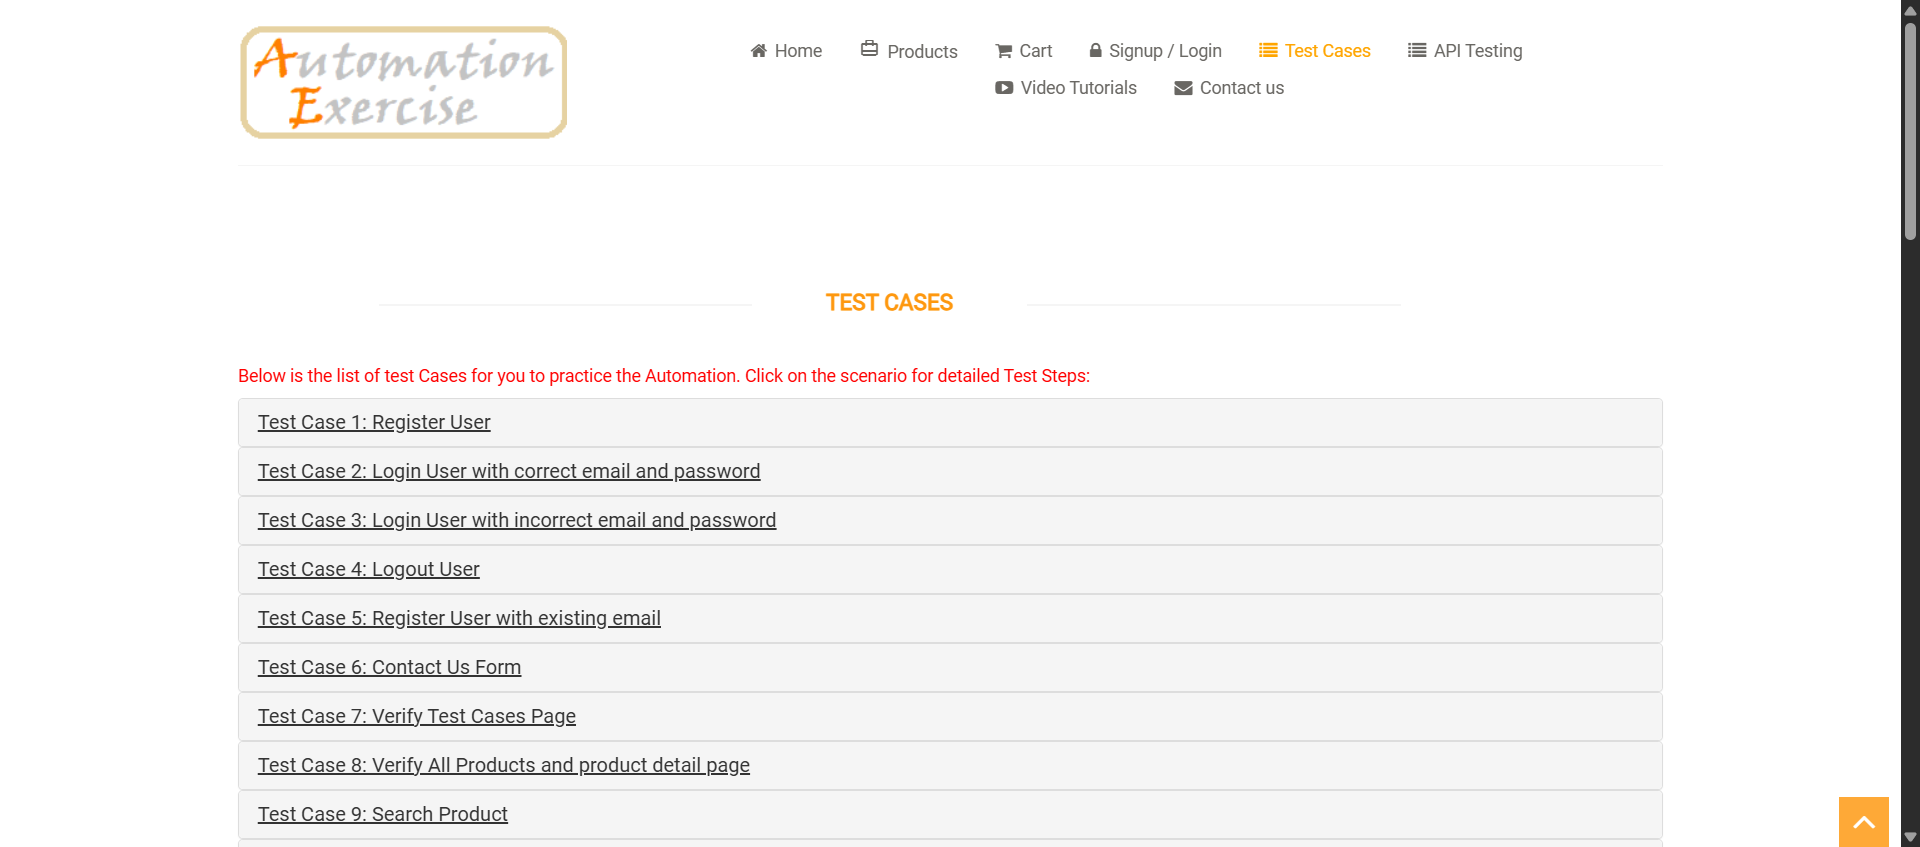 Automation
Exercise
Home Products Cart Signup / Login Test Cases API Testing
Video Tutorials Contact us
TEST CASES
Below is the list of test Cases for you to practice the Automation. Click on the scenario for detailed Test Steps:
Test Case 1: Register User
Test Case 2: Login User with correct email and password
Test Case 3: Login User with incorrect email and password
Test Case 4: Logout User
Test Case 5: Register User with existing email
Test Case 6: Contact Us Form
Test Case 7: Verify Test Cases Page
Test Case 8: Verify All Products and product detail page
Test Case 9: Search Product